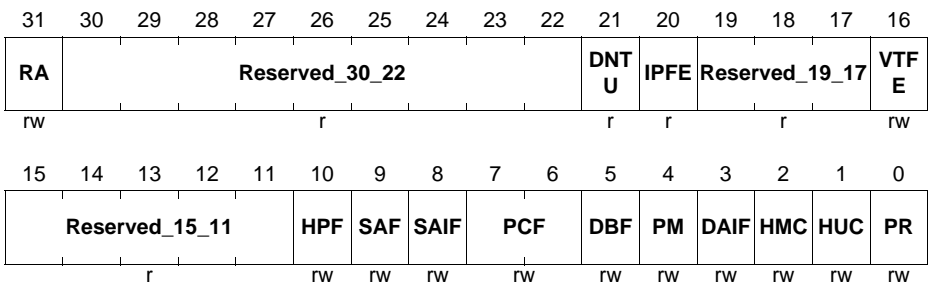 31 30 29 28 27 26 25 24 23 22 21 20 19 18 17 16
RA Reserved_30_22 DNT U IPFE Reserved_19_17 VTF E
rw r r r r rw
15 14 13 12 11 10 9 8 7 6 5 4 3 2 1 0
Reserved_15_11 HPF SAF SAIF PCF DBF PM DAIF HMC HUC PR
r rw rw rw rw rw rw rw rw rw rw